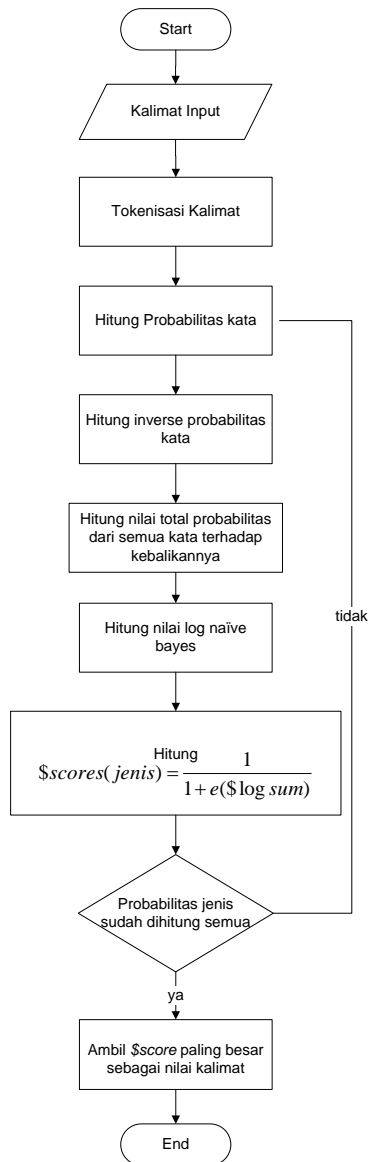 Start
Kalimat Input
Tokenisasi Kalimat
Hitung Probabilitas kata
Hitung inverse probabilitas
kata
Hitung nilai total probabilitas
dari semua kata terhadap
kebalikannya
tidak
Hitung nilai log naïve
bayes
Hitung
$scores(jenis) = 1 / 1 + e($log sum)
Probabilitas jenis
sudah dihitung semua
ya
Ambil $score paling besar
sebagai nilai kalimat
End